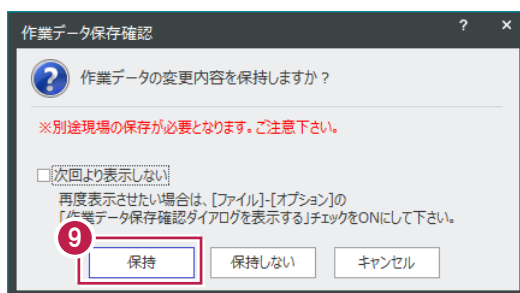 作業データ保存確認
? ×
作業データの変更内容を保持しますか？
※別途現場の保存が必要となります。ご注意下さい。
次回より表示しない
再度表示させたい場合は、[ファイル]-[オプション]の
「作業データ保存確認ダイアログを表示する」チェックをONにして下さい。
9
保持 保持しない キャンセル